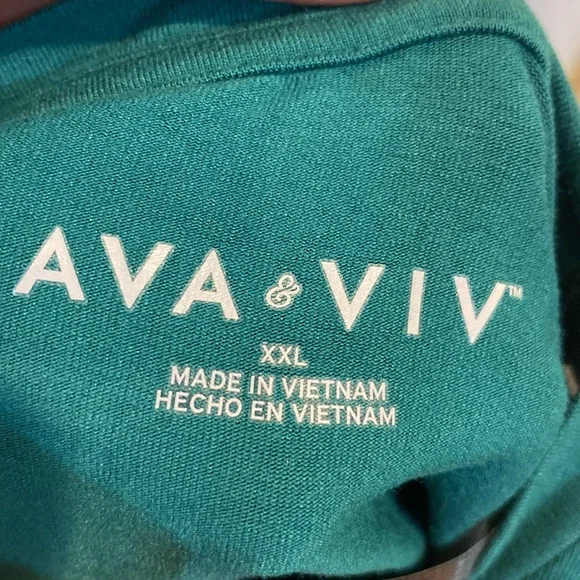 AVA & VIV™
XXL
MADE IN VIETNAM
HECHO EN VIETNAM